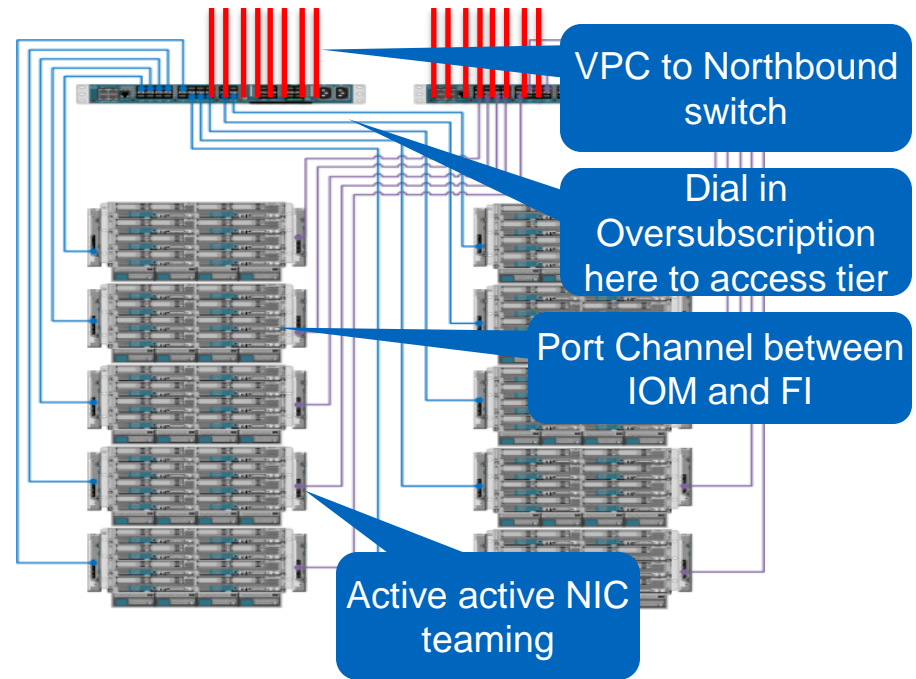 VPC to Northbound
switch
Dial in
Oversubscription
here to access tier
Port Channel between
IOM and FI
Active active NIC
teaming